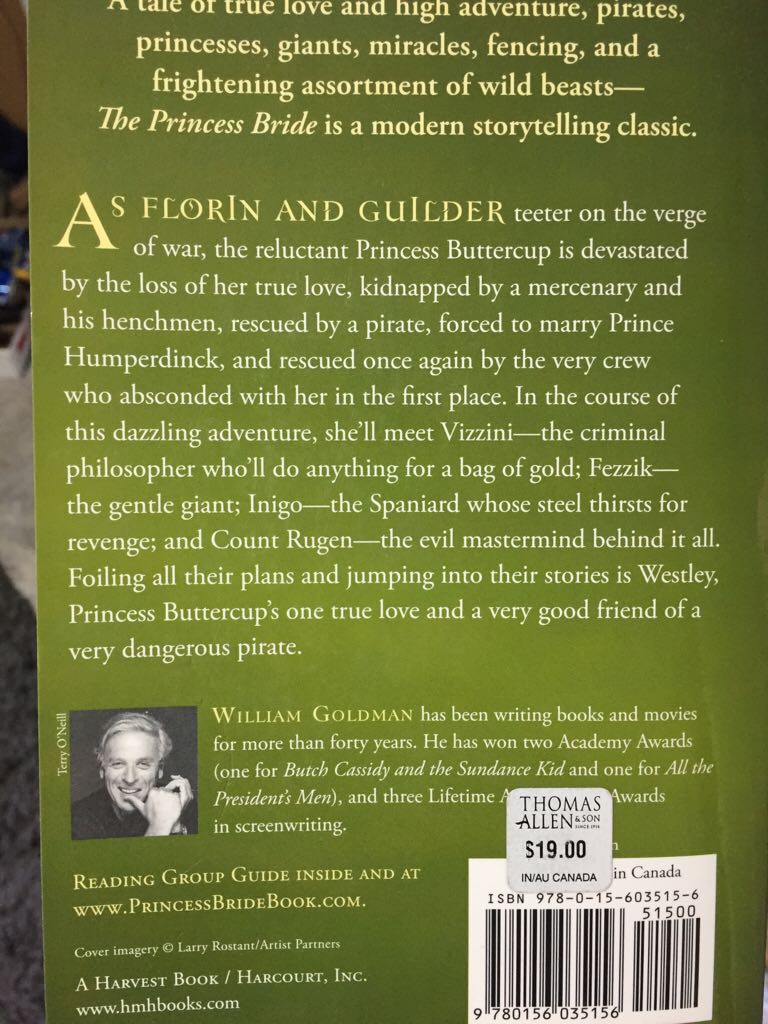 A tale of true love and high adventure, pirates,
princesses, giants, miracles, fencing, and a
frightening assortment of wild beasts—
The Princess Bride is a modern storytelling classic.
AS FLORIN AND GUILDER teeter on the verge
of war, the reluctant Princess Buttercup is devastated
by the loss of her true love, kidnapped by a mercenary and
his henchmen, rescued by a pirate, forced to marry Prince
Humperdinck, and rescued once again by the very crew
who absconded with her in the first place. In the course of
this dazzling adventure, she'll meet Vizzini—the criminal
philosopher who'll do anything for a bag of gold; Fezzik—
the gentle giant; Inigo—the Spaniard whose steel thirsts for
revenge; and Count Rugen—the evil mastermind behind it all.
Foiling all their plans and jumping into their stories is Westley,
Princess Buttercup's one true love and a very good friend of a
very dangerous pirate.
Terry O'Neill
WILLIAM GOLDMAN has been writing books and movies
for more than forty years. He has won two Academy Awards
(one for Butch Cassidy and the Sundance Kid and one for All the
President's Men), and three Lifetime Awards
in screenwriting.
THOMAS
ALLEN & SON
SINCE 1916
$19.00
IN/AU CANADA
READING GROUP GUIDE INSIDE AND AT
WWW.PRINCESSBRIDEBOOK.COM.
Cover imagery © Larry Rostant/Artist Partners
A HARVEST BOOK / HARCOURT, INC.
www.hmhbooks.com
in Canada
ISBN 978-0-15-603515-6
51500
9 780156 035156